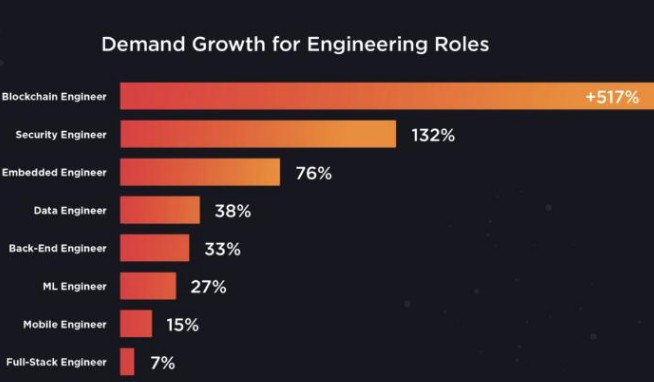 Demand Growth for Engineering Roles
Blockchain Engineer +517%
Security Engineer 132%
Embedded Engineer 76%
Data Engineer 38%
Back-End Engineer 33%
ML Engineer 27%
Mobile Engineer 15%
Full-Stack Engineer 7%